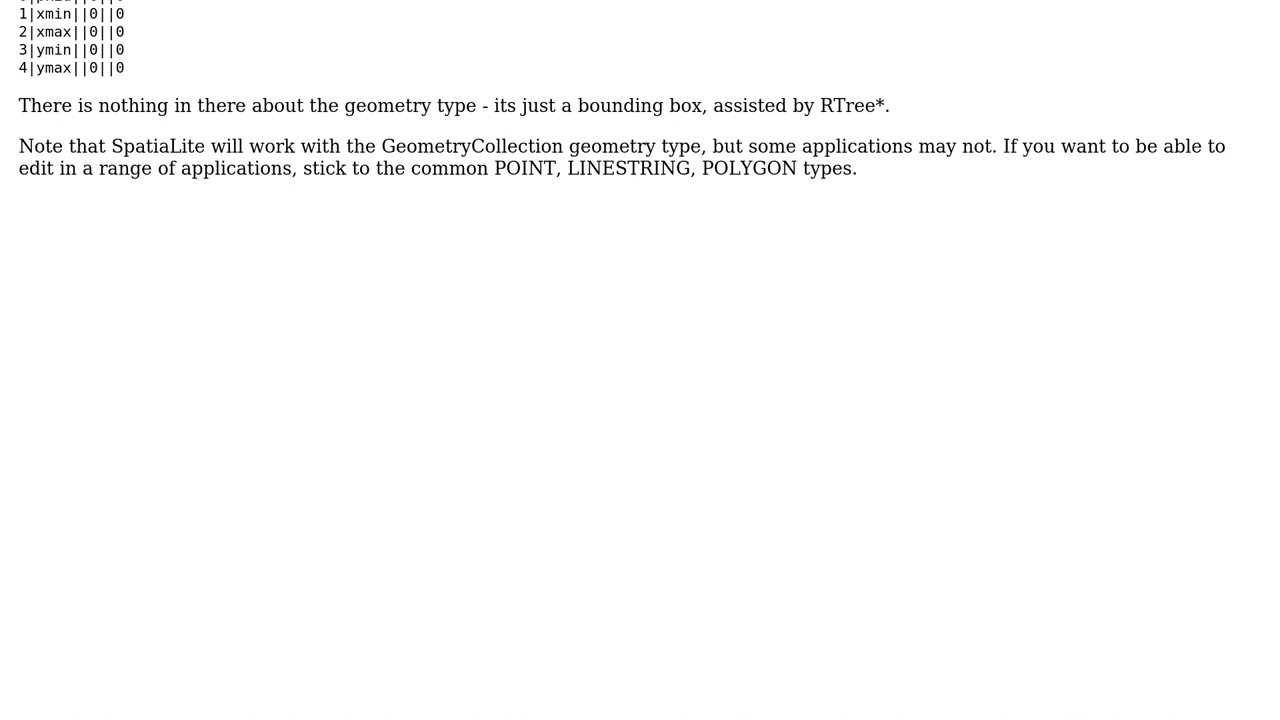 1|xmin||0||0
2|xmax||0||0
3|ymin||0||0
4|ymax||0||0
There is nothing in there about the geometry type - its just a bounding box, assisted by RTree*.
Note that SpatiaLite will work with the GeometryCollection geometry type, but some applications may not. If you want to be able to
edit in a range of applications, stick to the common POINT, LINESTRING, POLYGON types.